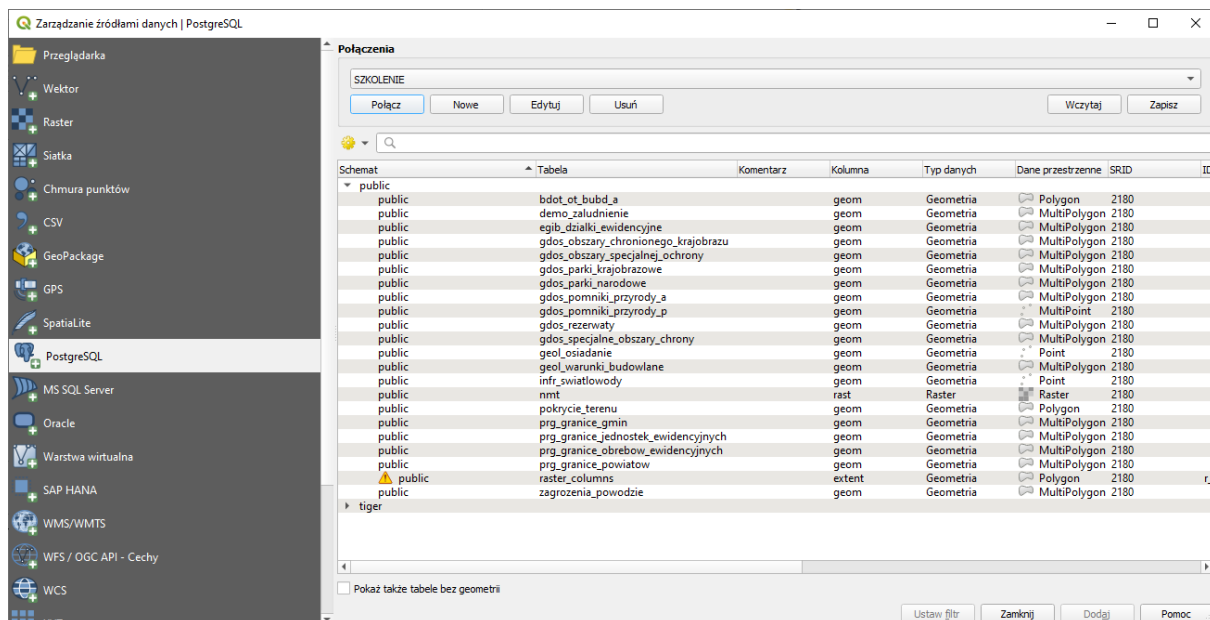 Zarządzanie źródłami danych | PostgreSQL
Przeglądarka
Wektor
Raster
Siatka
Chmura punktów
CSV
GeoPackage
GPS
SpatiaLite
PostgreSQL
MS SQL Server
Oracle
Warstwa wirtualna
SAP HANA
WMS/WMTS
WFS / OGC API - Cechy
WCS
Połączenia
SZKOLENIE
Połącz Nowe Edytuj Usuń Wczytaj Zapisz
Schemat Tabela Komentarz Kolumna Typ danych Dane przestrzenne SRID
public
public bdot_ot_bubd_a geom Geometria Polygon 2180
public demo_zaludnienie geom Geometria MultiPolygon 2180
public egib_dzialki_ewidencyjne geom Geometria MultiPolygon 2180
public gdos_obszary_chronionego_krajobrazu geom Geometria MultiPolygon 2180
public gdos_obszary_specjalnej_ochrony geom Geometria MultiPolygon 2180
public gdos_parki_krajobrazowe geom Geometria MultiPolygon 2180
public gdos_parki_narodowe geom Geometria MultiPolygon 2180
public gdos_pomniki_przyrody_a geom Geometria MultiPolygon 2180
public gdos_pomniki_przyrody_p geom Geometria MultiPoint 2180
public gdos_rezerwaty geom Geometria MultiPolygon 2180
public gdos_specjalne_obszary_chrony geom Geometria MultiPolygon 2180
public geol_osiadanie geom Geometria Point 2180
public geol_warunki_budowlane geom Geometria MultiPolygon 2180
public infr_swiatlowody geom Geometria Point 2180
public nmt rast Raster Raster 2180
public pokrycie_terenu geom Geometria Polygon 2180
public prg_granice_gmin geom Geometria MultiPolygon 2180
public prg_granice_jednostek_ewidencyjnych geom Geometria MultiPolygon 2180
public prg_granice_obrebow_ewidencyjnych geom Geometria MultiPolygon 2180
public prg_granice_powiatow geom Geometria MultiPolygon 2180
public raster_columns extent Geometria Polygon 2180
public zagrozenia_powodzie geom Geometria MultiPolygon 2180
tiger
Pokaż także tabele bez geometrii
Ustaw filtr Zamknij Dodaj Pomoc